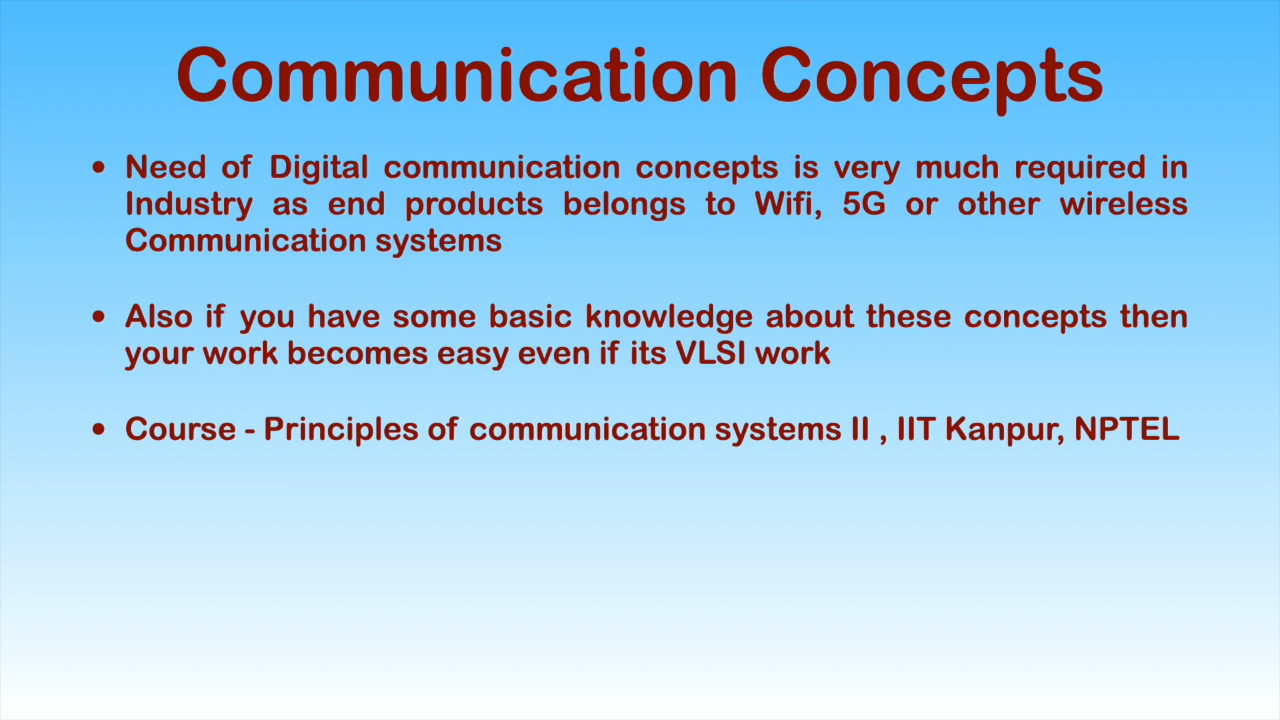 Communication Concepts
• Need of Digital communication concepts is very much required in
Industry as end products belongs to Wifi, 5G or other wireless
Communication systems
• Also if you have some basic knowledge about these concepts then
your work becomes easy even if its VLSI work
• Course - Principles of communication systems II , IIT Kanpur, NPTEL